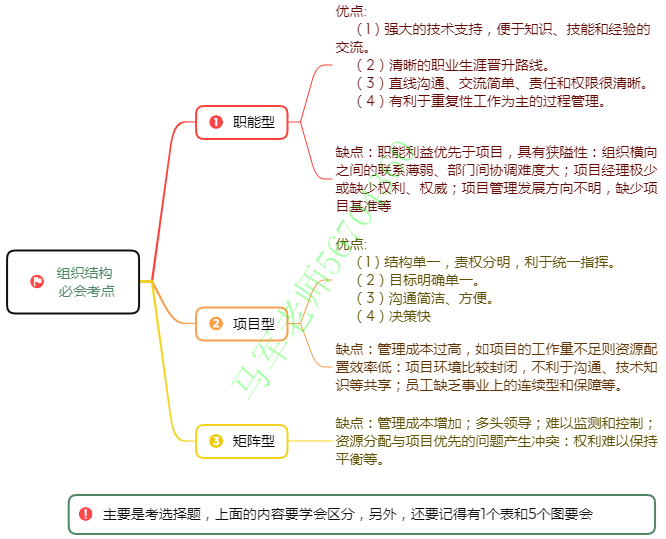 优点:
（1）强大的技术支持，便于知识、技能和经验的
交流。
（2）清晰的职业生涯晋升路线。
（3）直线沟通、交流简单、责任和权限很清晰。
（4）有利于重复性工作为主的过程管理。
1 职能型
缺点：职能利益优先于项目，具有狭隘性：组织横向
之间的联系薄弱、部门间协调难度大；项目经理极少
或缺少权利、权威；项目管理发展方向不明，缺少项
目基准等
组织结构
必会考点
优点:
（1）结构单一，责权分明，利于统一指挥。
（2）目标明确单一。
（3）沟通简洁、方便。
（4）决策快
2 项目型
缺点：管理成本过高，如项目的工作量不足则资源配
置效率低：项目环境比较封闭，不利于沟通、技术知
识等共享；员工缺乏事业上的连续型和保障等。
3 矩阵型
缺点：管理成本增加；多头领导；难以监测和控制；
资源分配与项目优先的问题产生冲突：权利难以保持
平衡等。
主要是考选择题，上面的内容要学会区分，另外，还要记得有1个表和5个图要会